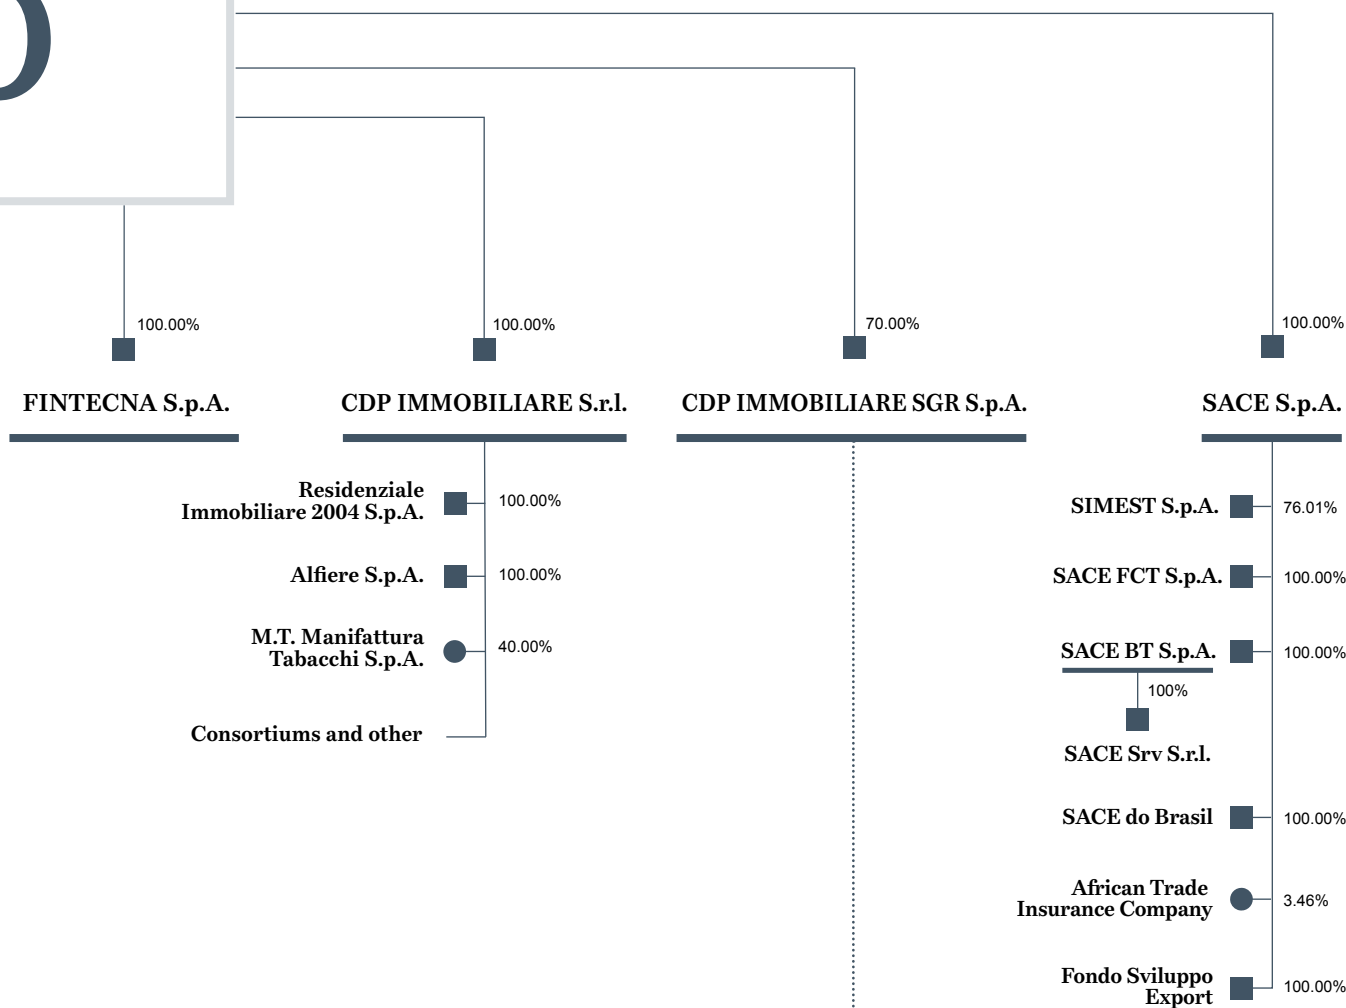 100.00%
100.00%
70.00%
100.00%
FINTECNA S.p.A.
CDP IMMOBILIARE S.r.l.
CDP IMMOBILIARE SGR S.p.A.
SACE S.p.A.
Residenziale
Immobiliare 2004 S.p.A.
100.00%
Alfiere S.p.A.
100.00%
M.T. Manifattura
Tabacchi S.p.A.
40.00%
Consortiums and other
SIMEST S.p.A.
76.01%
SACE FCT S.p.A.
100.00%
SACE BT S.p.A.
100.00%
100%
SACE Srv S.r.l.
SACE do Brasil
100.00%
African Trade
Insurance Company
3.46%
Fondo Sviluppo
Export
100.00%